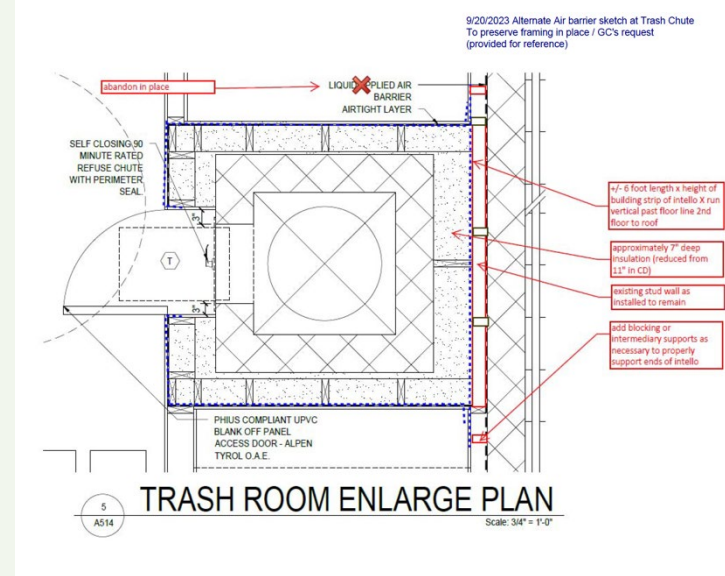 9/20/2023 Alternate Air barrier sketch at Trash Chute
To preserve framing in place / GC's request
(provided for reference)
abandon in place
LIQUID APPLIED AIR
BARRIER
AIRTIGHT LAYER
SELF CLOSING 90
MINUTE RATED
REFUSE CHUTE
WITH PERIMETER
SEAL.
3"
T
3"
+/- 6 foot length x height of
building strip of intello X run
vertical past floor line 2nd
floor to roof
approximately 7" deep
insulation (reduced from
11" in CD)
existing stud wall as
installed to remain
add blocking or
intermediary supports as
necessary to properly
support ends of intello
PHIUS COMPLIANT UPVC
BLANK OFF PANEL
ACCESS DOOR - ALPEN
TYROL O.A.E.
5
A514
TRASH ROOM ENLARGE PLAN
Scale: 3/4" = 1'-0"